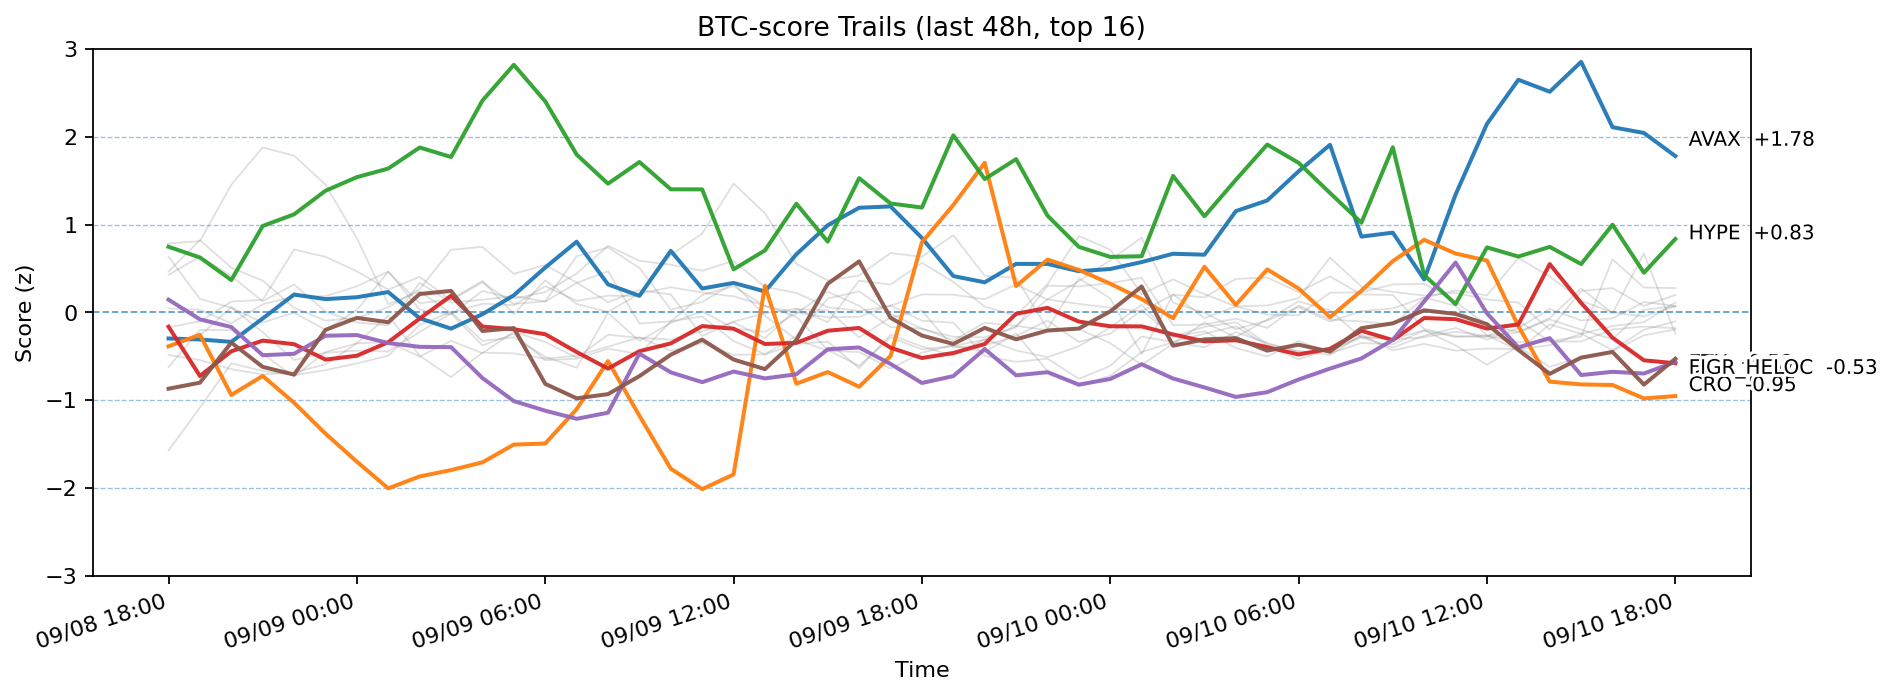 BTC-score Trails (last 48h, top 16)
Score (z)
3
2
1
0
−1
−2
−3
AVAX +1.78
HYPE +0.83
FIGR_HELOC -0.53
CRO -0.95
09/08 18:00
09/09 00:00
09/09 06:00
09/09 12:00
09/09 18:00
09/10 00:00
09/10 06:00
09/10 12:00
09/10 18:00
Time